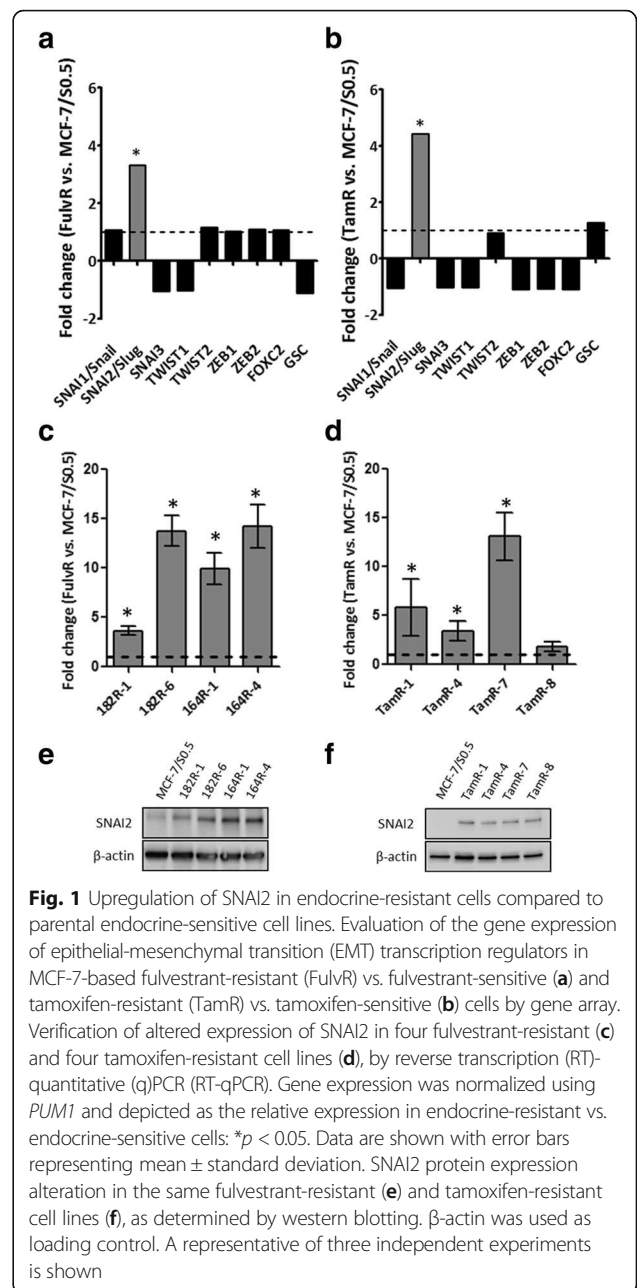 a
b
Fold change (FulvR vs. MCF-7/S0.5)
6
4
2
0
-2
*
SNAI1/Snail
SNAI2/Slug
SNAI3
TWIST1
TWIST2
ZEB1
ZEB2
FOXC2
GSC
Fold change (TamR vs. MCF-7/S0.5)
6
4
2
0
-2
*
SNAI1/Snail
SNAI2/Slug
SNAI3
TWIST1
TWIST2
ZEB1
ZEB2
FOXC2
GSC
c
d
Fold change (FulvR vs. MCF-7/S0.5)
20
15
10
5
0
*
*
*
*
182R-1
182R-6
164R-1
164R-4
Fold change (TamR vs. MCF-7/S0.5)
20
15
10
5
0
*
*
*
TamR-1
TamR-4
TamR-7
TamR-8
e
f
MCF-7/S0.5
182R-1
182R-6
164R-1
164R-4
SNAI2
β-actin
MCF-7/S0.5
TamR-1
TamR-4
TamR-7
TamR-8
SNAI2
β-actin
Fig. 1 Upregulation of SNAI2 in endocrine-resistant cells compared to
parental endocrine-sensitive cell lines. Evaluation of the gene expression
of epithelial-mesenchymal transition (EMT) transcription regulators in
MCF-7-based fulvestrant-resistant (FulvR) vs. fulvestrant-sensitive (a) and
tamoxifen-resistant (TamR) vs. tamoxifen-sensitive (b) cells by gene array.
Verification of altered expression of SNAI2 in four fulvestrant-resistant (c)
and four tamoxifen-resistant cell lines (d), by reverse transcription (RT)-
quantitative (q)PCR (RT-qPCR). Gene expression was normalized using
PUM1 and depicted as the relative expression in endocrine-resistant vs.
endocrine-sensitive cells: *p < 0.05. Data are shown with error bars
representing mean ± standard deviation. SNAI2 protein expression
alteration in the same fulvestrant-resistant (e) and tamoxifen-resistant
cell lines (f), as determined by western blotting. β-actin was used as
loading control. A representative of three independent experiments
is shown